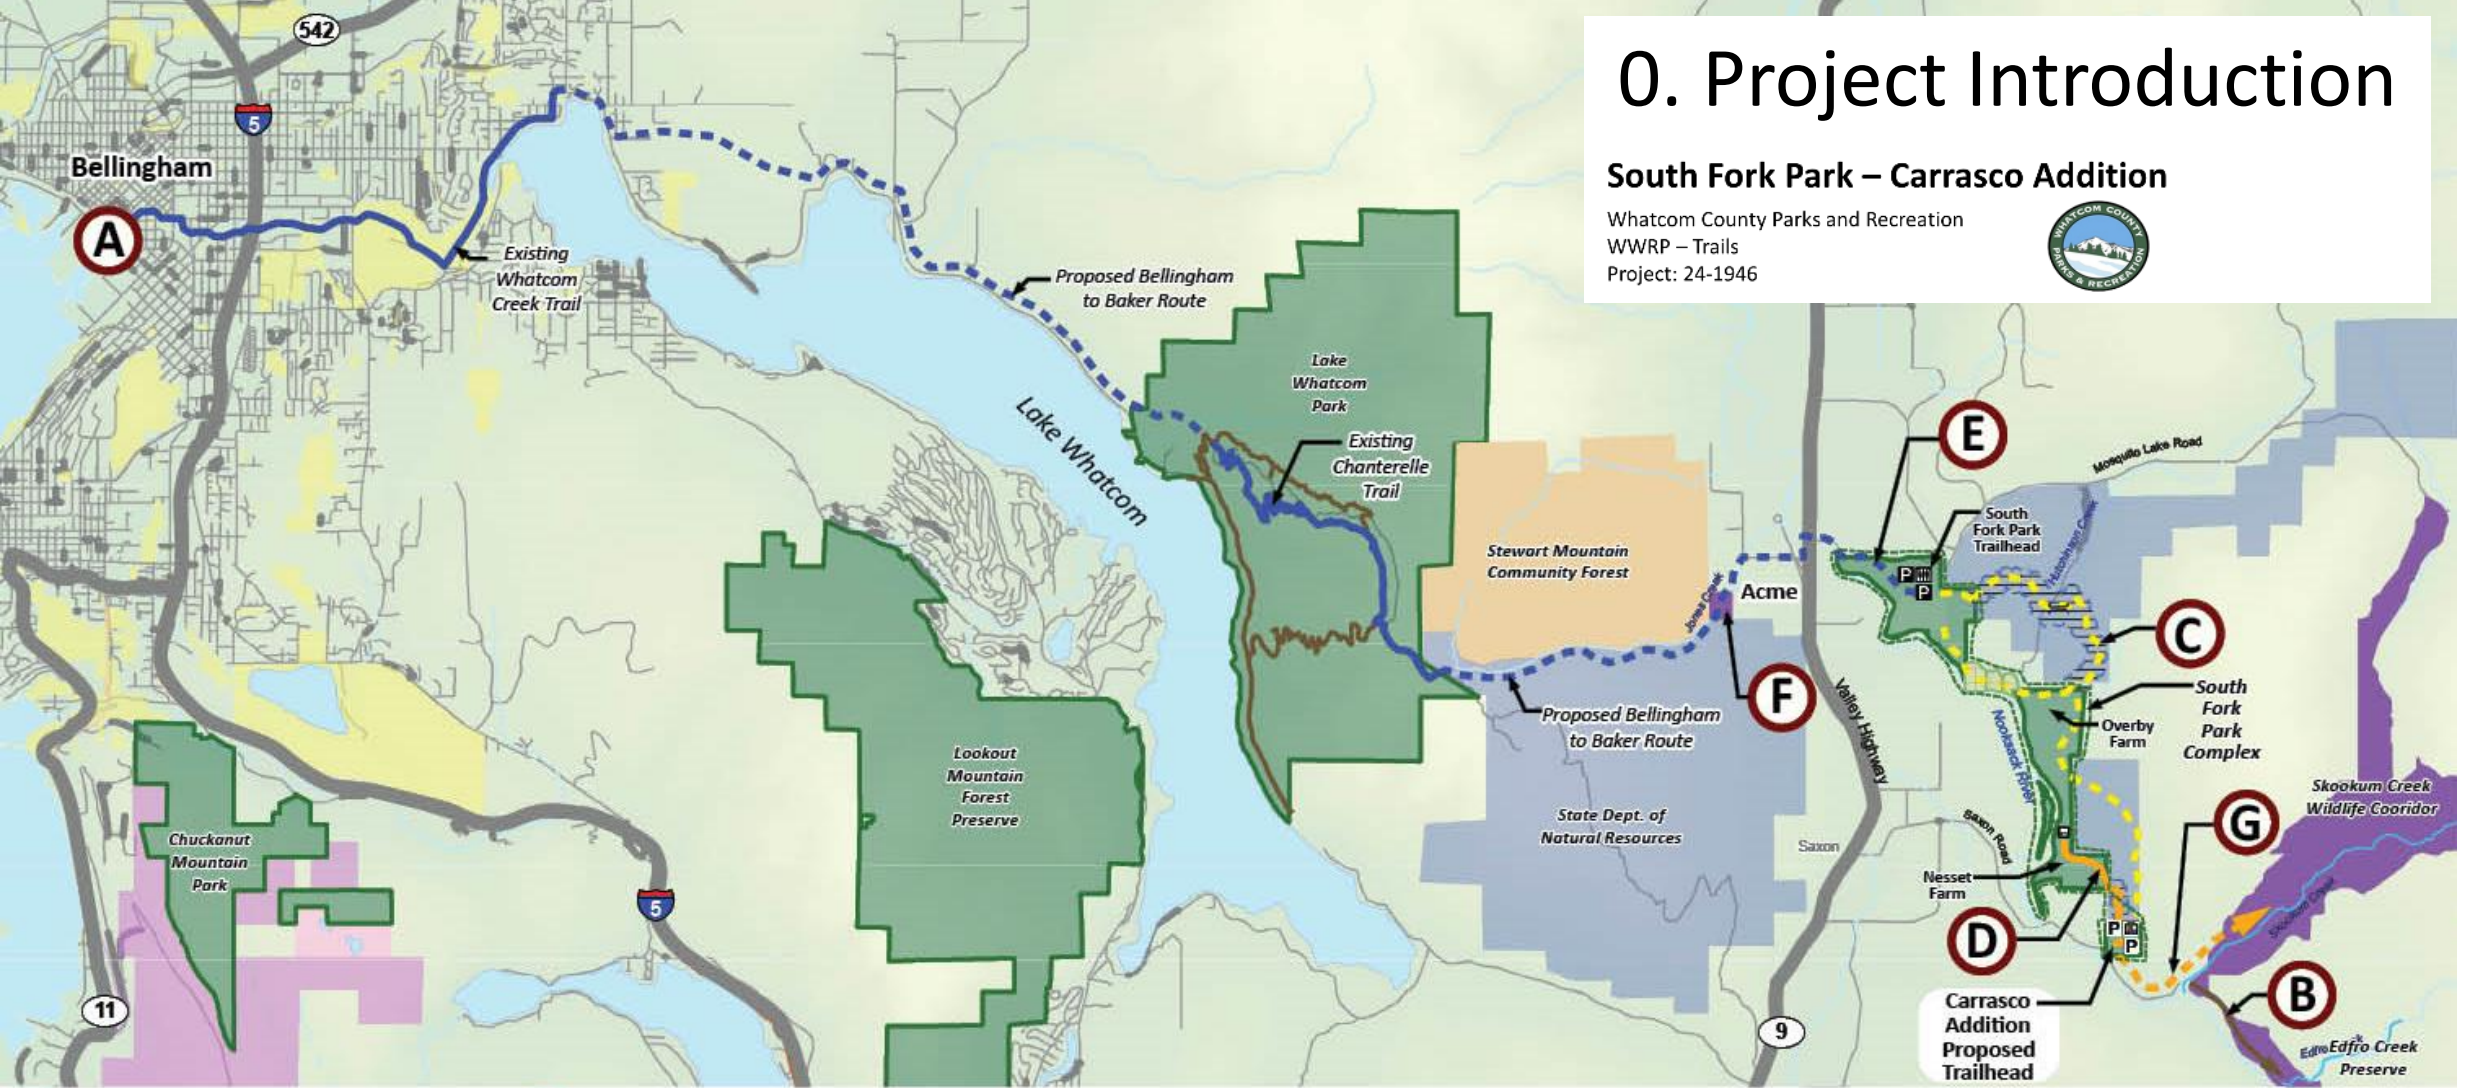 0. Project Introduction
South Fork Park – Carrasco Addition
Whatcom County Parks and Recreation
WWRP – Trails
Project: 24-1946
WHATCOM COUNTY
PARKS & RECREATION
542
5
Bellingham
A
Existing
Whatcom
Creek Trail
Proposed Bellingham
to Baker Route
Lake
Whatcom
Park
Lake Whatcom
Existing
Chanterelle
Trail
E
Mosquito Lake Road
South
Fork Park
Trailhead
Hutchinson Creek
Stewart Mountain
Community Forest
Jones Creek
Acme
P
P
C
F
Proposed Bellingham
to Baker Route
Valley Highway
Nooksack River
South
Fork
Park
Complex
Overby
Farm
Lookout
Mountain
Forest
Preserve
State Dept. of
Natural Resources
Skookum Creek
Wildlife Cooridor
G
Chuckanut
Mountain
Park
Saxon
Saxon Road
Nesset
Farm
5
D
P
P
Skookum Creek
11
9
Carrasco
Addition
Proposed
Trailhead
B
Edfro Creek
Preserve